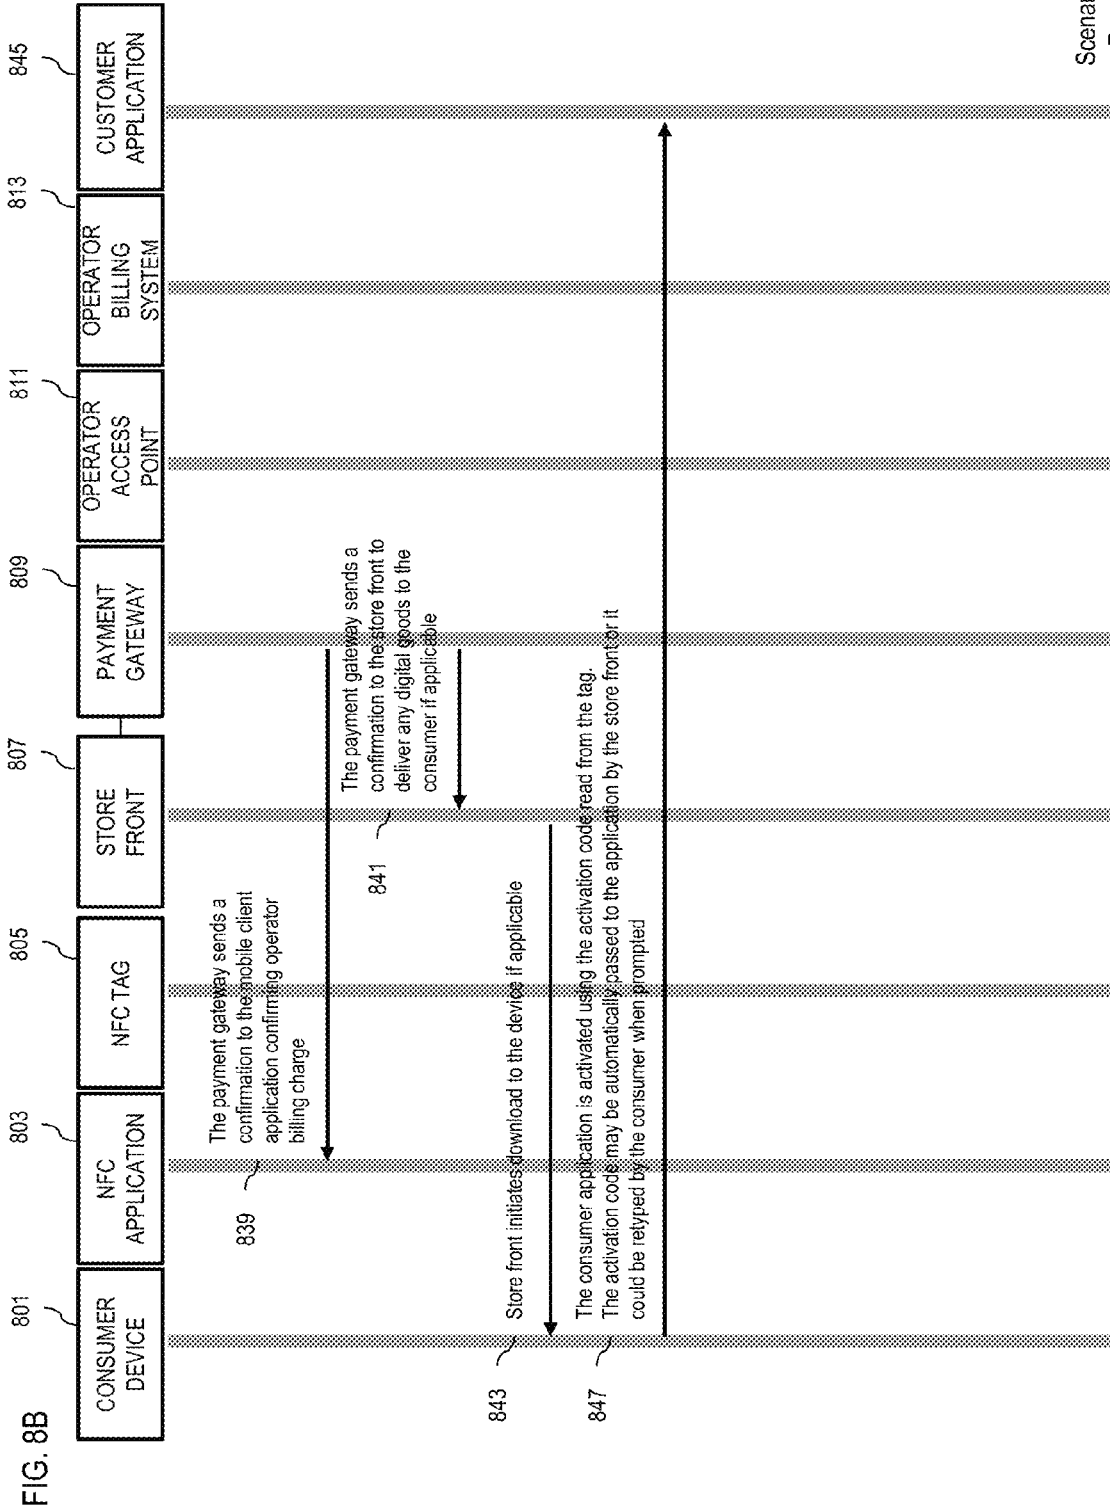 FIG. 8B
801
803
805
807
809
811
813
845
CONSUMER
DEVICE
NFC
APPLICATION
NFC TAG
STORE
FRONT
PAYMENT
GATEWAY
OPERATOR
ACCESS
POINT
OPERATOR
BILLING
SYSTEM
CUSTOMER
APPLICATION
The payment gateway sends a
confirmation to the mobile client
application confirming operator
billing charge
839
The payment gateway sends a
confirmation to the store front to
deliver any digital goods to the
consumer if applicable
841
Store front initiates download to the device if applicable
843
The consumer application is activated using the activation code read from the tag.
The activation code may be automatically passed to the application by the store front or it
could be retyped by the consumer when prompted
847